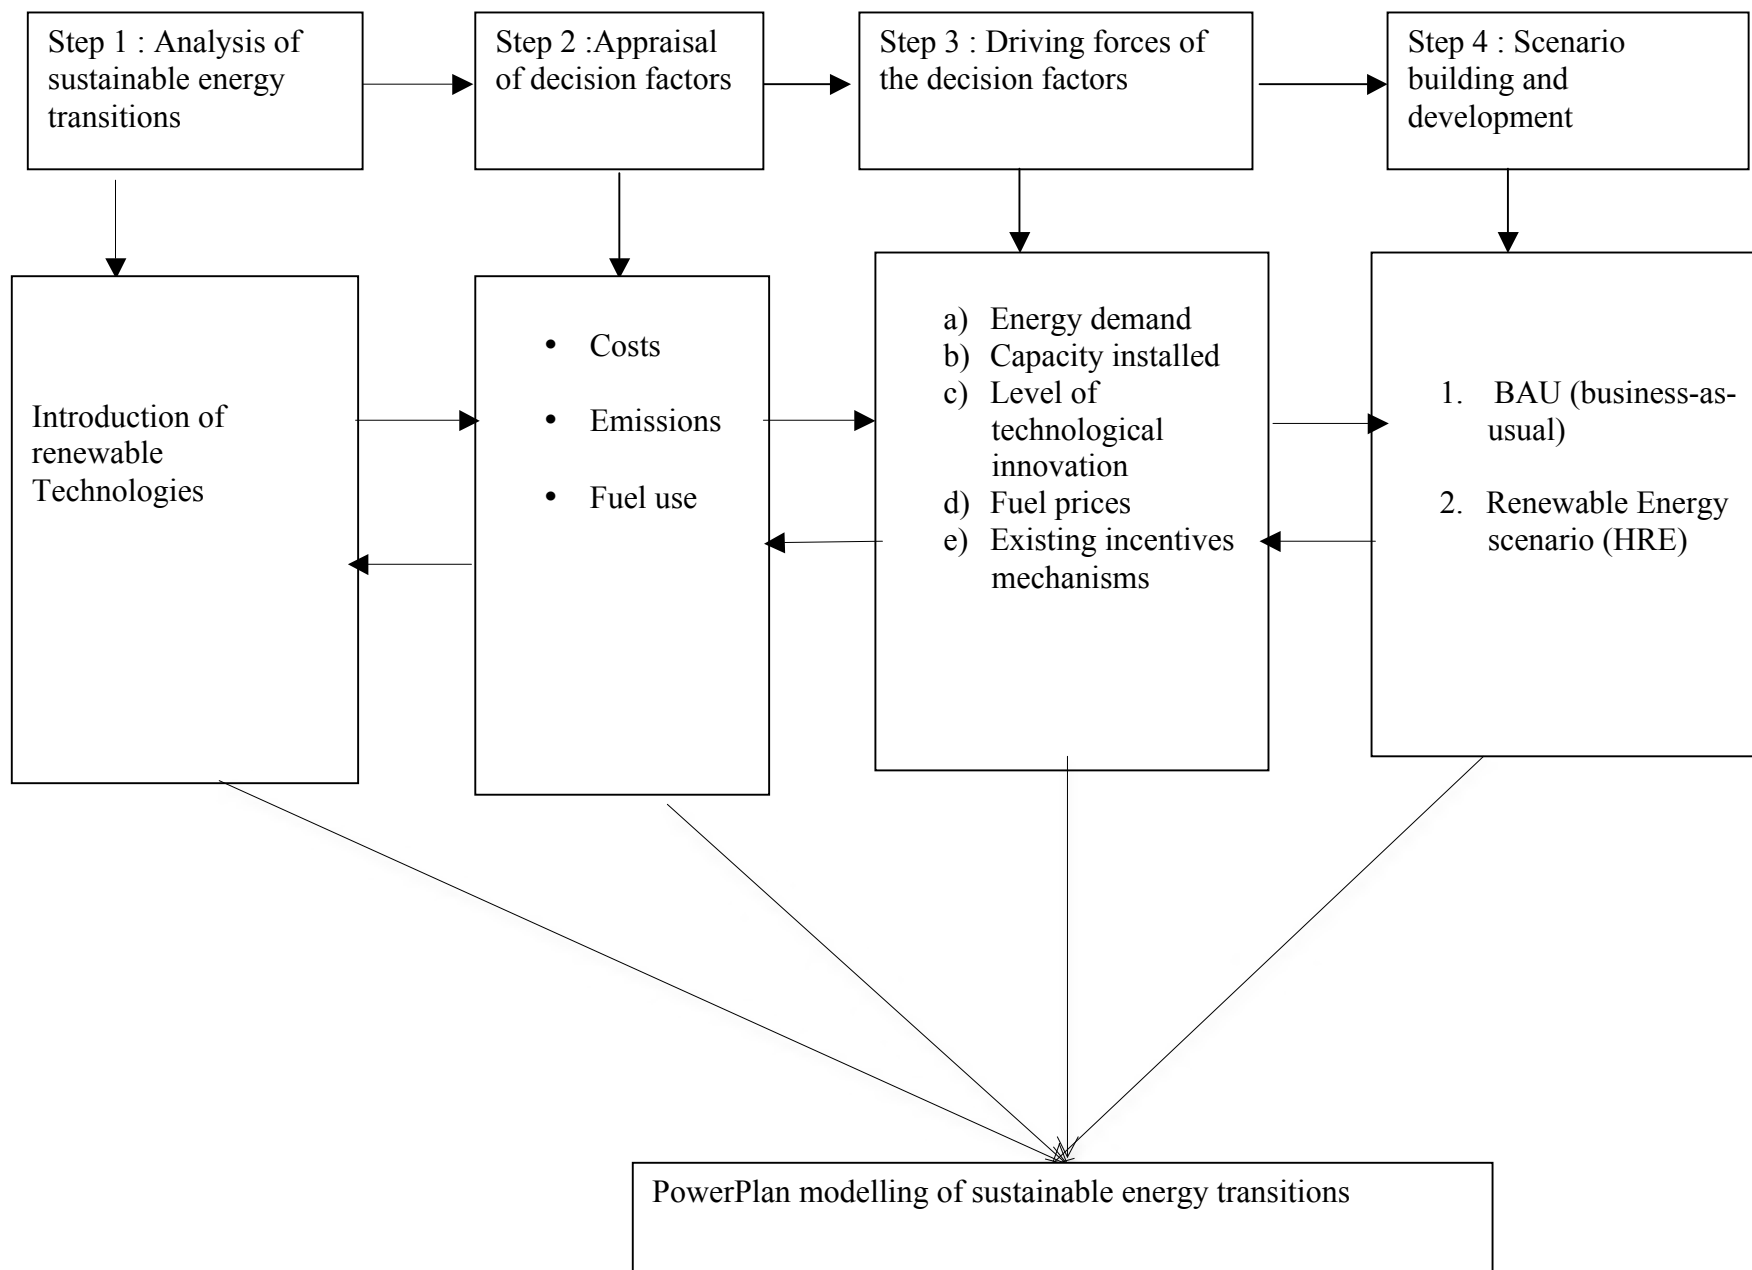 Step 1 : Analysis of
sustainable energy
transitions
Step 2 :Appraisal
of decision factors
Step 3 : Driving forces of
the decision factors
Step 4 : Scenario
building and
development
Introduction of
renewable
Technologies
• Costs
• Emissions
• Fuel use
a) Energy demand
b) Capacity installed
c) Level of
technological
innovation
d) Fuel prices
e) Existing incentives
mechanisms
1. BAU (business-as-
usual)
2. Renewable Energy
scenario (HRE)
PowerPlan modelling of sustainable energy transitions